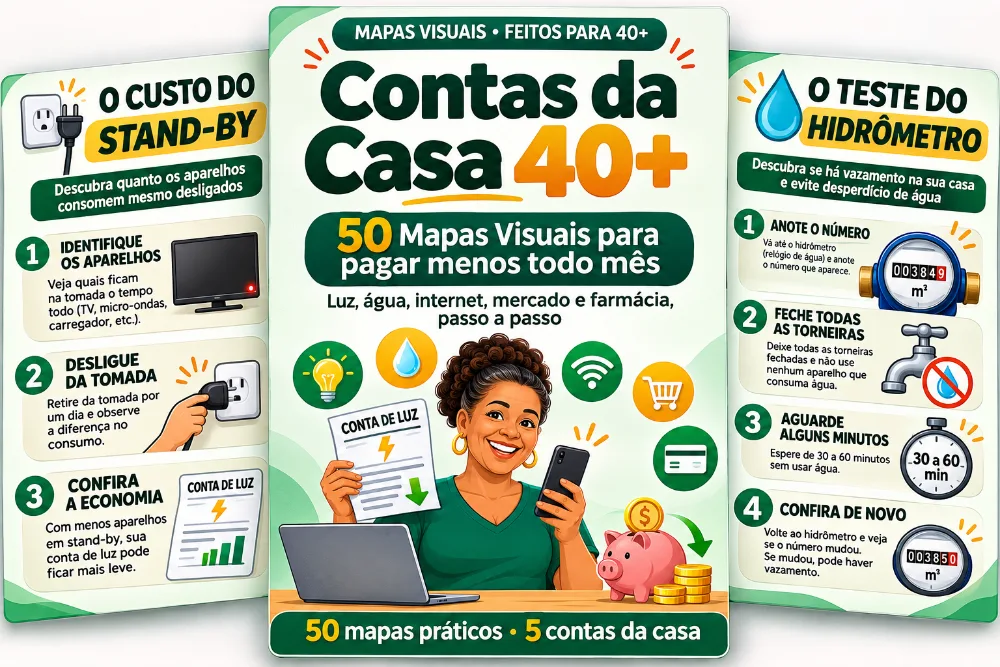 O CUSTO DO
STAND-BY
Descubra quanto os aparelhos
consomem mesmo desligados
1
IDENTIFIQUE
OS APARELHOS
Veja quais ficam
na tomada o tempo
todo (TV, micro-ondas,
carregador, etc.).
2
DESLIGUE
DA TOMADA
Retire da tomada por
um dia e observe
a diferença no
consumo.
3
CONFIRA
A ECONOMIA
Com menos aparelhos
em stand-by, sua
conta de luz pode
ficar mais leve.
CONTA DE LUZ
MAPAS VISUAIS • FEITOS PARA 40+
Contas da
Casa 40+
50 Mapas Visuais para
pagar menos todo mês
Luz, água, internet, mercado e farmácia,
passo a passo
CONTA DE LUZ
$
50 mapas práticos · 5 contas da casa
O TESTE DO
HIDRÔMETRO
Descubra se há vazamento na sua casa
e evite desperdício de água
1
ANOTE O NÚMERO
Vá até o hidrômetro
(relógio de água) e anote
o número que aparece.
003849
m³
2
FECHE TODAS
AS TORNEIRAS
Deixe todas as torneiras
fechadas e não use
nenhum aparelho que
consuma água.
3
AGUARDE
ALGUNS MINUTOS
Espere de 30 a 60 minutos
sem usar água.
30 a 60
min
4
CONFIRA DE NOVO
Volte ao hidrômetro e veja
se o número mudou.
Se mudou, pode haver
vazamento.
003850
m³